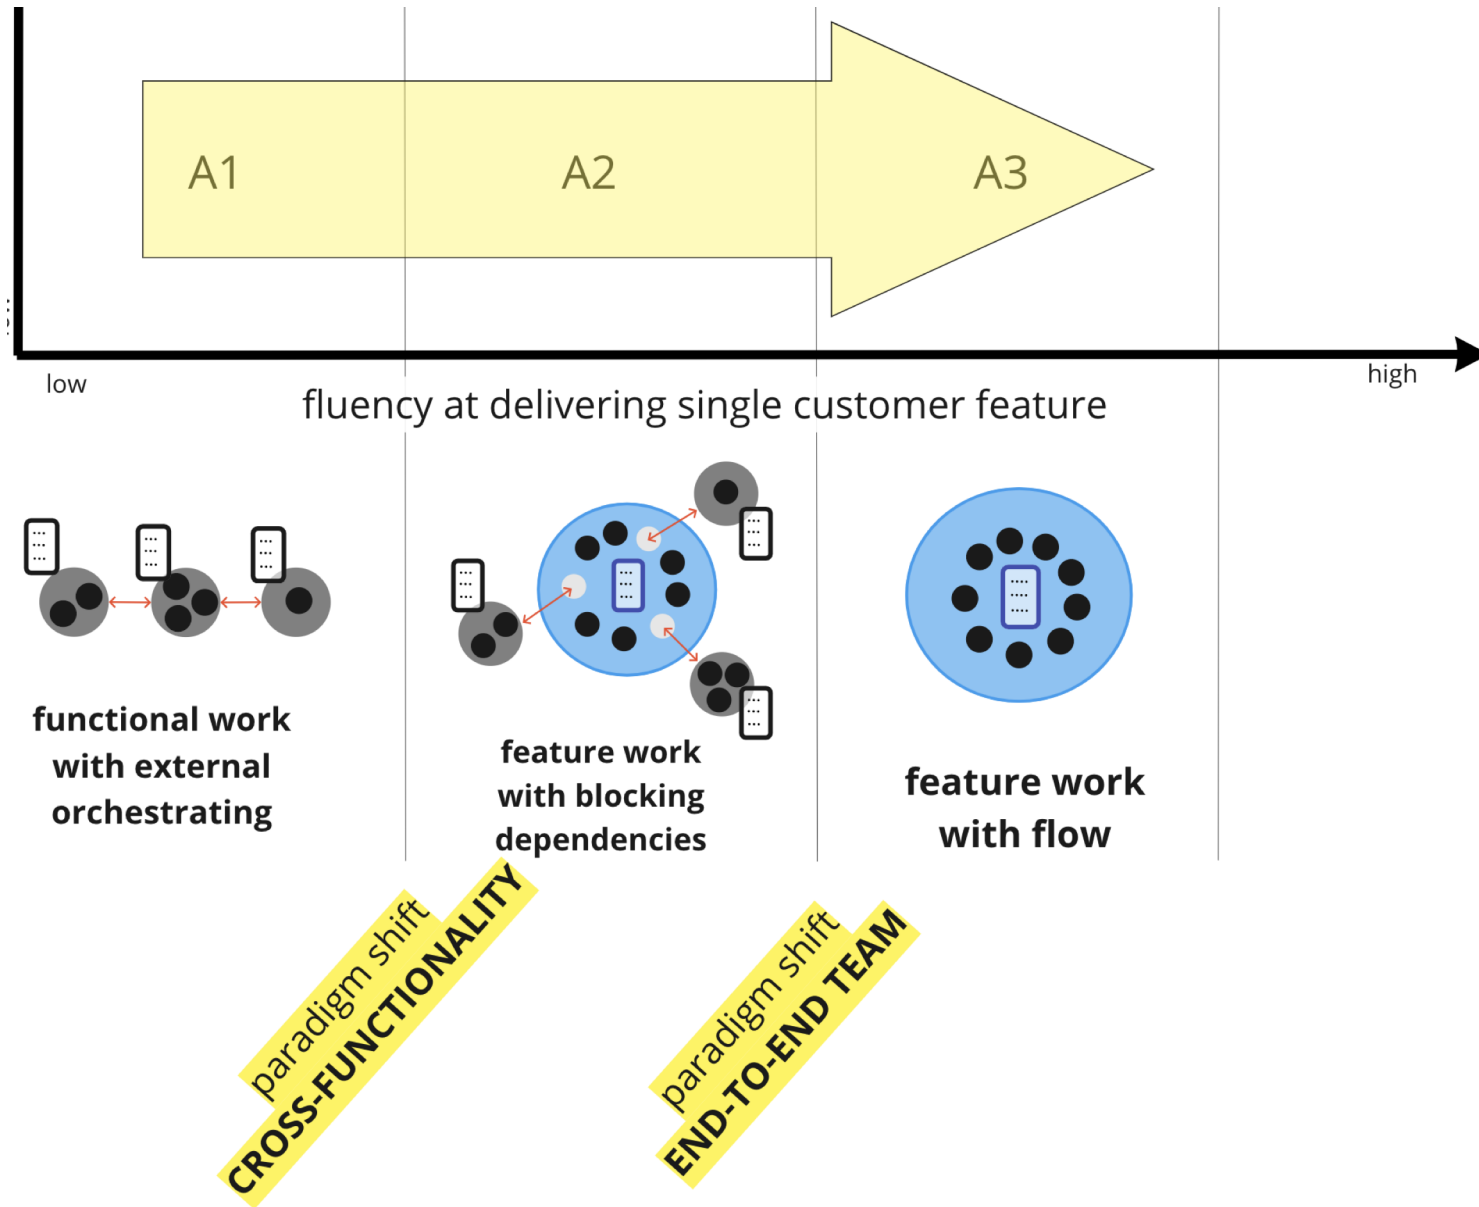 A1
A2
A3
low
high
fluency at delivering single customer feature
functional work
with external
orchestrating
feature work
with blocking
dependencies
feature work
with flow
paradigm shift
CROSS-FUNCTIONALITY
paradigm shift
END-TO-END TEAM